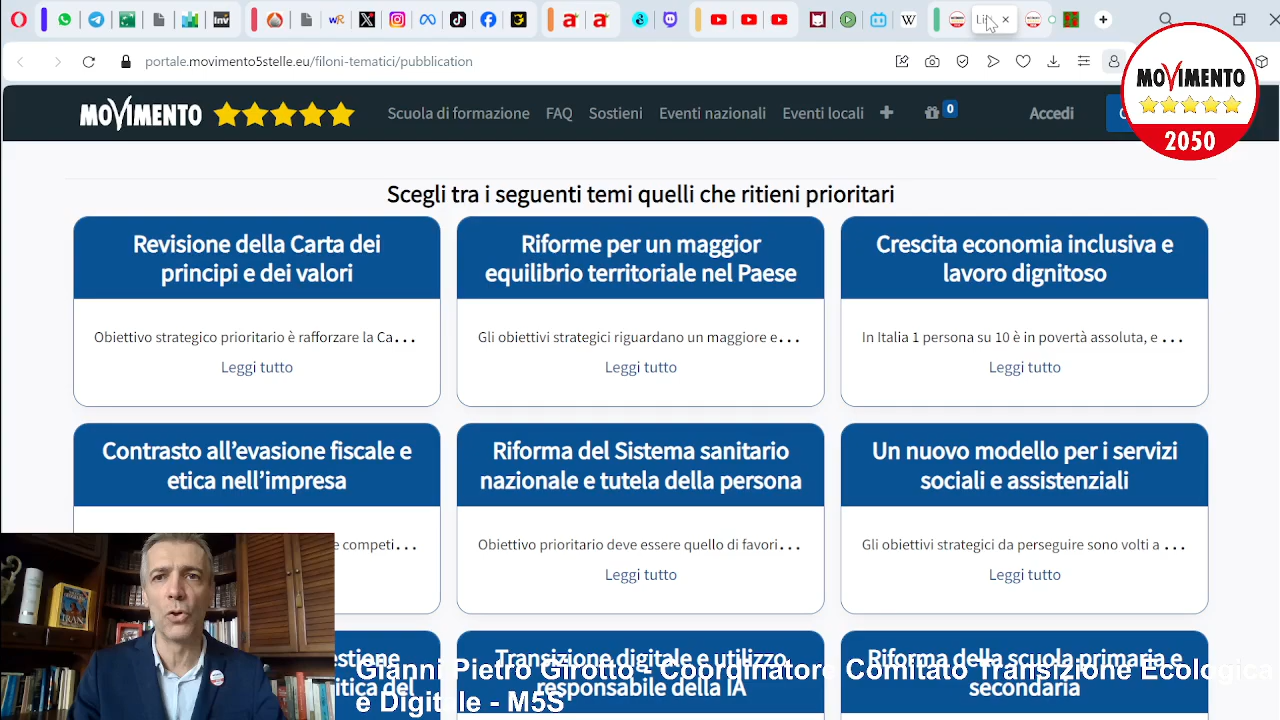 Inv
wR
Li
portale.movimento5stelle.eu/filoni-tematici/pubblication
MOVIMENTO
2050
MOVIMENTO Scuola di formazione FAQ Sostieni Eventi nazionali Eventi locali 0 Accedi
Scegli tra i seguenti temi quelli che ritieni prioritari
Revisione della Carta dei
principi e dei valori
Obiettivo strategico prioritario è rafforzare la Ca...
Leggi tutto
Riforme per un maggior
equilibrio territoriale nel Paese
Gli obiettivi strategici riguardano un maggiore e...
Leggi tutto
Crescita economia inclusiva e
lavoro dignitoso
In Italia 1 persona su 10 è in povertà assoluta, e ...
Leggi tutto
Contrasto all’evasione fiscale e
etica nell’impresa
e competi...
Riforma del Sistema sanitario
nazionale e tutela della persona
Obiettivo prioritario deve essere quello di favori...
Leggi tutto
Un nuovo modello per i servizi
sociali e assistenziali
Gli obiettivi strategici da perseguire sono volti a ...
Leggi tutto
Transizione digitale e utilizzo
responsabile della IA
Riforma della scuola primaria e
secondaria
Gianni Pietro Girotto - Coordinatore Comitato Transizione Ecologica
e Digitale - M5S